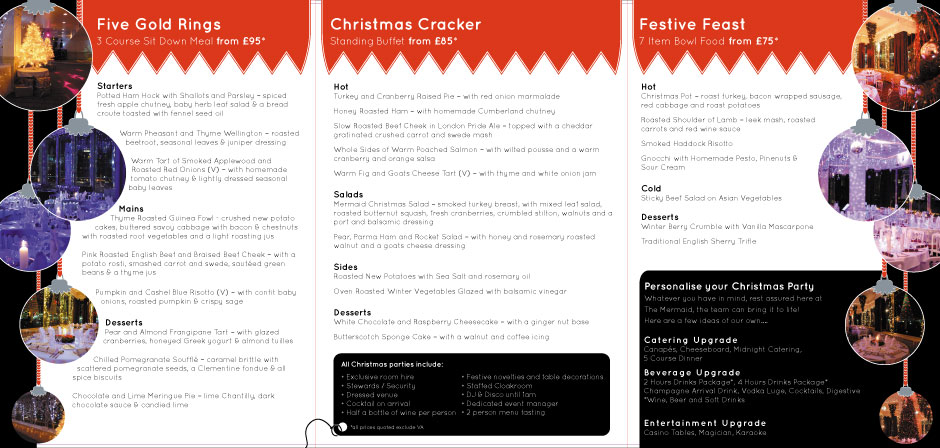 Five Gold Rings
3 Course Sit Down Meal from £95*
Starters
Potted Ham Hock with Shallots and Parsley – spiced
fresh apple chutney, baby herb leaf salad & a bread
croute toasted with fennel seed oil
Warm Pheasant and Thyme Wellington – roasted
beetroot, seasonal leaves & juniper dressing
Warm Tart of Smoked Applewood and
Roasted Red Onions (V) – with homemade
tomato chutney & lightly dressed seasonal
baby leaves
Mains
Thyme Roasted Guinea Fowl - crushed new potato
cakes, buttered savoy cabbage with bacon & chestnuts
with roasted root vegetables and a light roasting jus
Pink Roasted English Beef and Braised Beef Cheek – with a
potato rosti, smashed carrot and swede, sautéed green
beans & a thyme jus
Pumpkin and Cashel Blue Risotto (V) – with confit baby
onions, roasted pumpkin & crispy sage
Desserts
Pear and Almond Frangipane Tart – with glazed
cranberries, honeyed Greek yogurt & almond tuilles
Chilled Pomegranate Soufflé – caramel brittle with
scattered pomegranate seeds, a Clementine fondue & all
spice biscuits
Chocolate and Lime Meringue Pie – lime Chantilly, dark
chocolate sauce & candied lime
Christmas Cracker
Standing Buffet from £85*
Hot
Turkey and Cranberry Raised Pie – with red onion marmalade
Honey Roasted Ham – with homemade Cumberland chutney
Slow Roasted Beef Cheek in London Pride Ale – topped with a cheddar
gratinated crushed carrot and swede mash
Whole Sides of Warm Poached Salmon – with wilted pousse and a warm
cranberry and orange salsa
Warm Fig and Goats Cheese Tart (V) – with thyme and white onion jam
Salads
Mermaid Christmas Salad – smoked turkey breast, with mixed leaf salad,
roasted butternut squash, fresh cranberries, crumbled stilton, walnuts and a
port and balsamic dressing
Pear, Parma Ham and Rocket Salad – with honey and rosemary roasted
walnut and a goats cheese dressing
Sides
Roasted New Potatoes with Sea Salt and rosemary oil
Oven Roasted Winter Vegetables Glazed with balsamic vinegar
Desserts
White Chocolate and Raspberry Cheesecake – with a ginger nut base
Butterscotch Sponge Cake – with a walnut and coffee icing
All Christmas parties include:
• Exclusive room hire
• Stewards / Security
• Dressed venue
• Cocktail on arrival
• Half a bottle of wine per person
• Festive novelties and table decorations
• Staffed Cloakroom
• DJ & Disco until 1am
• Dedicated event manager
• 2 person menu tasting
*all prices quoted exclude VA
Festive Feast
7 Item Bowl Food from £75*
Hot
Christmas Pot – roast turkey, bacon wrapped sausage,
red cabbage and roast potatoes
Roasted Shoulder of Lamb – leek mash, roasted
carrots and red wine sauce
Smoked Haddock Risotto
Gnocchi with Homemade Pesto, Pinenuts &
Sour Cream
Cold
Sticky Beef Salad on Asian Vegetables
Desserts
Winter Berry Crumble with Vanilla Mascarpone
Traditional English Sherry Trifle
Personalise your Christmas Party
Whatever you have in mind, rest assured here at
The Mermaid, the team can bring it to life!
Here are a few ideas of our own....
Catering Upgrade
Canapés, Cheeseboard, Midnight Catering,
5 Course Dinner
Beverage Upgrade
2 Hours Drinks Package*, 4 Hours Drinks Package*
Champagne Arrival Drink, Vodka Luge, Cocktails, Digestive
*Wine, Beer and Soft Drinks
Entertainment Upgrade
Casino Tables, Magician, Karaoke